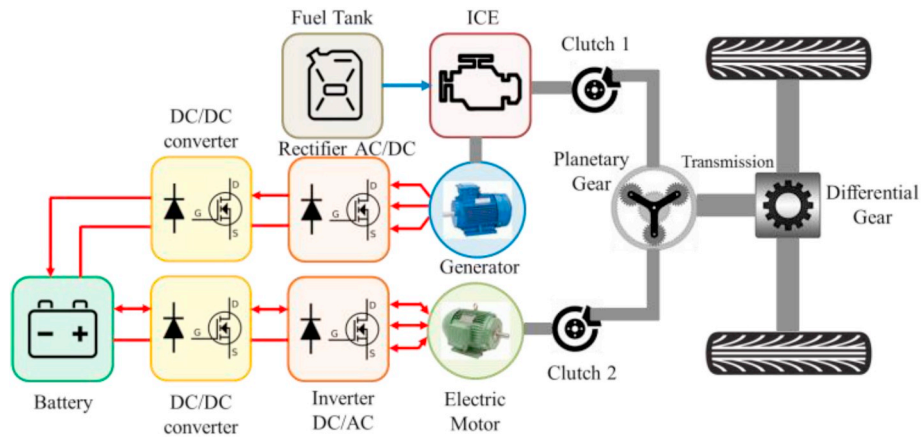 Fuel Tank
ICE
Clutch 1
DC/DC
converter
Rectifier AC/DC
Planetary
Gear
Transmission
Differential
Gear
D
G
S
D
G
S
Generator
D
G
S
D
G
S
Battery
DC/DC
converter
Inverter
DC/AC
Electric
Motor
Clutch 2